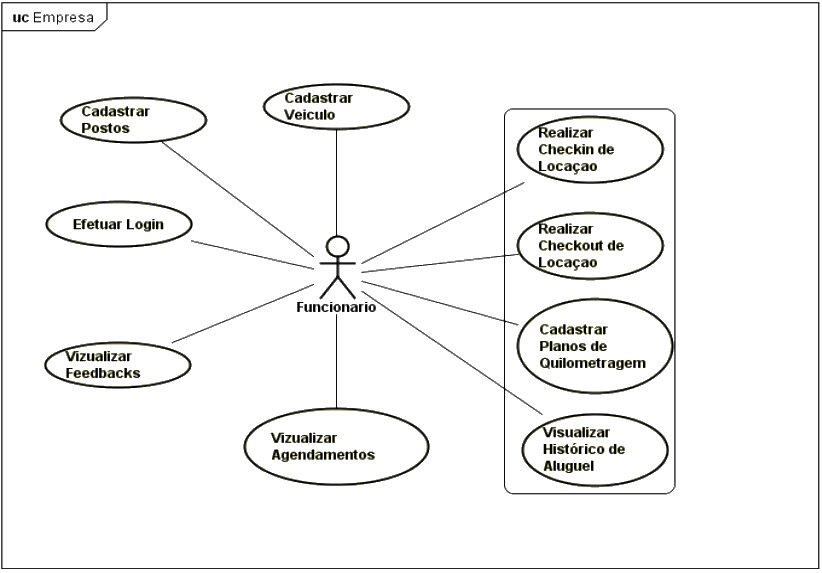 uc Empresa
Cadastrar
Postos
Cadastrar
Veiculo
Realizar
Checkin de
Locaçao
Efetuar Login
Realizar
Checkout de
Locaçao
Funcionario
Cadastrar
Planos de
Quilometragem
Vizualizar
Feedbacks
Vizualizar
Agendamentos
Visualizar
Histórico de
Aluguel